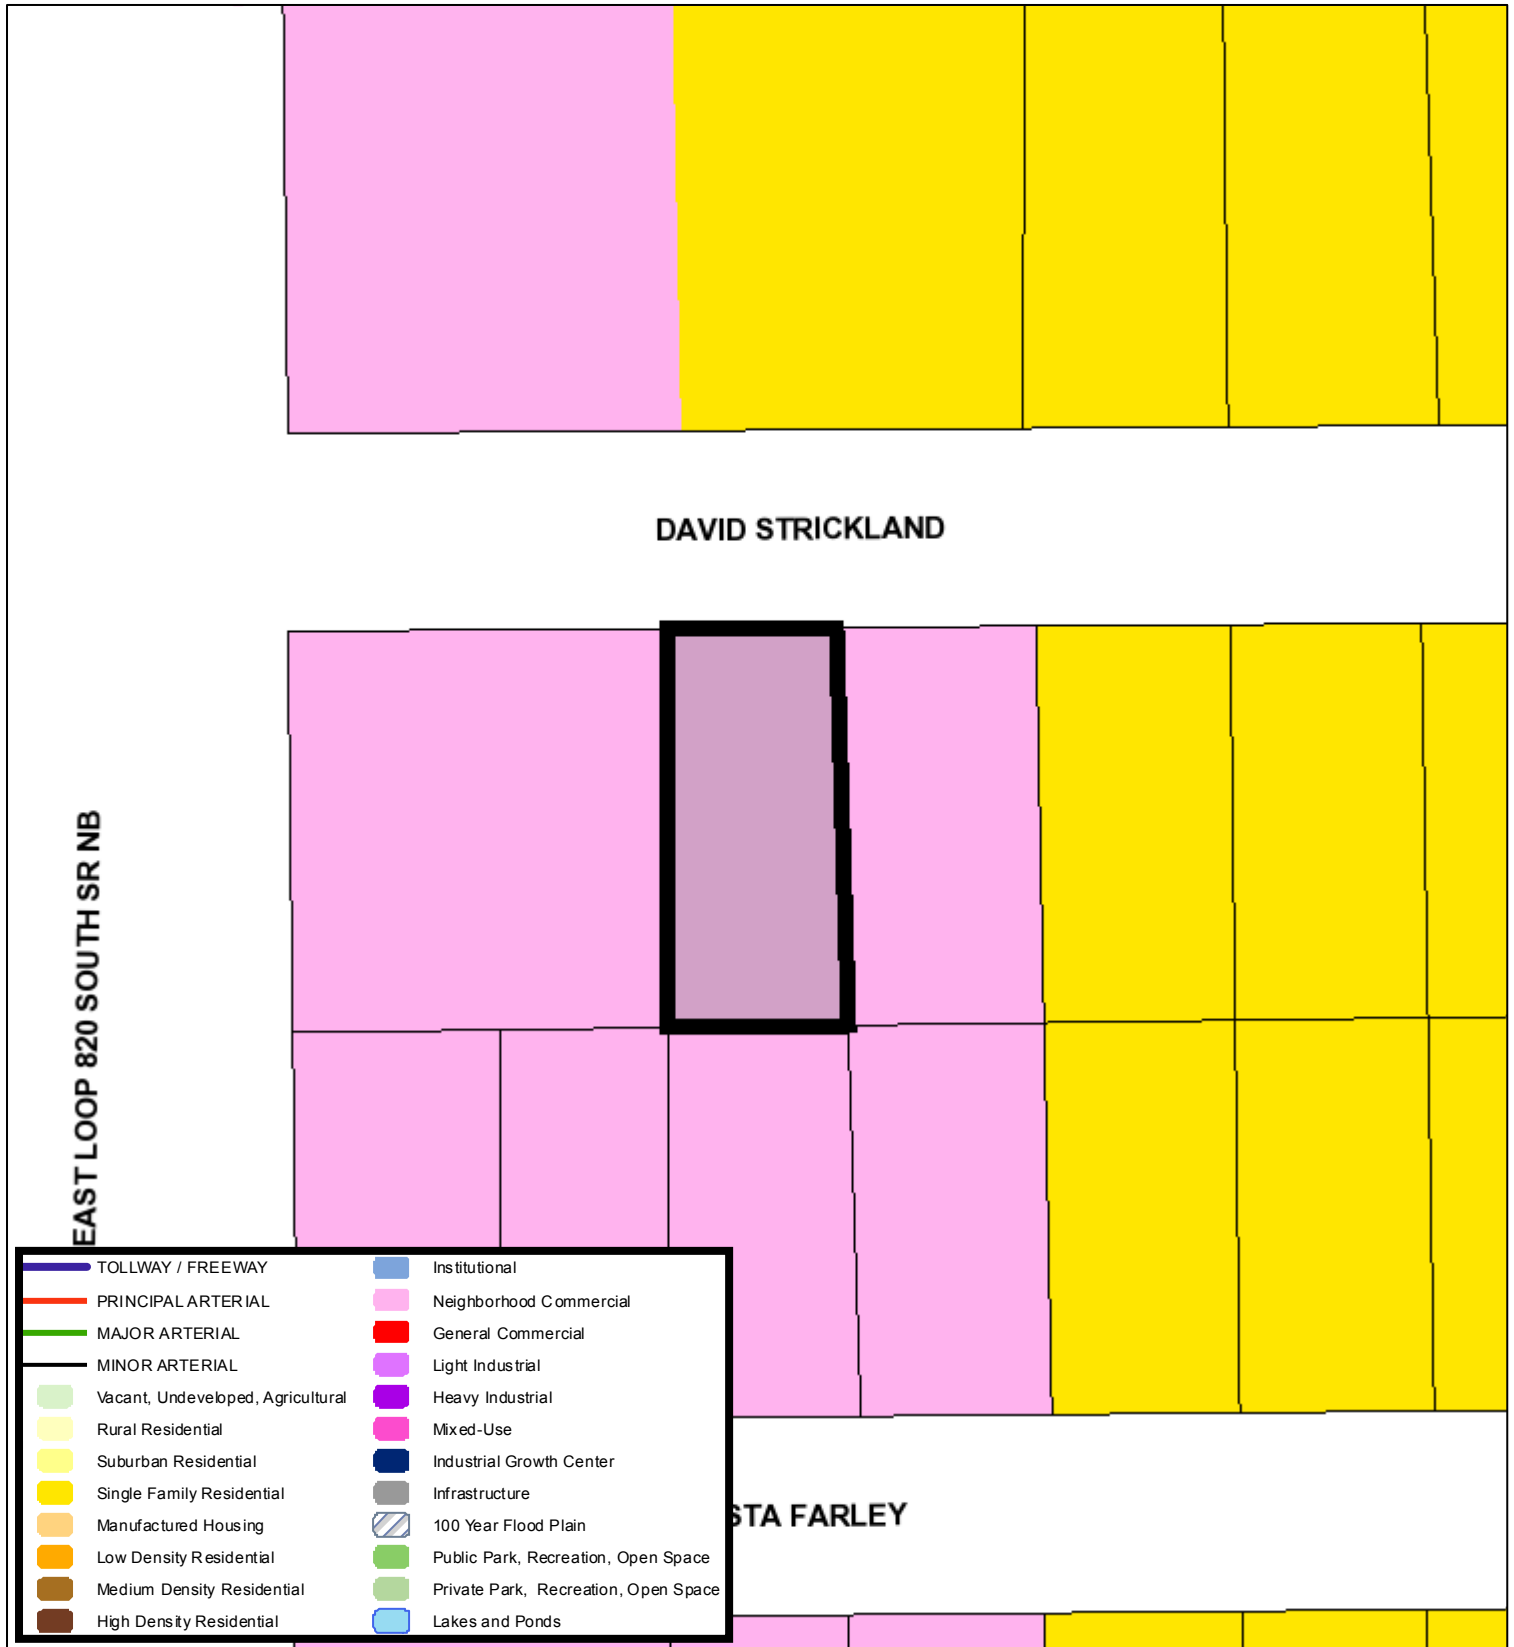 DAVID STRICKLAND
EAST LOOP 820 SOUTH SR NB
TOLLWAY / FREEWAY
PRINCIPAL ARTERIAL
MAJOR ARTERIAL
MINOR ARTERIAL
Vacant, Undeveloped, Agricultural
Rural Residential
Suburban Residential
Single Family Residential
Manufactured Housing
Low Density Residential
Medium Density Residential
High Density Residential
Institutional
Neighborhood Commercial
General Commercial
Light Industrial
Heavy Industrial
Mixed-Use
Industrial Growth Center
Infrastructure
100 Year Flood Plain
Public Park, Recreation, Open Space
Private Park, Recreation, Open Space
Lakes and Ponds
STA FARLEY